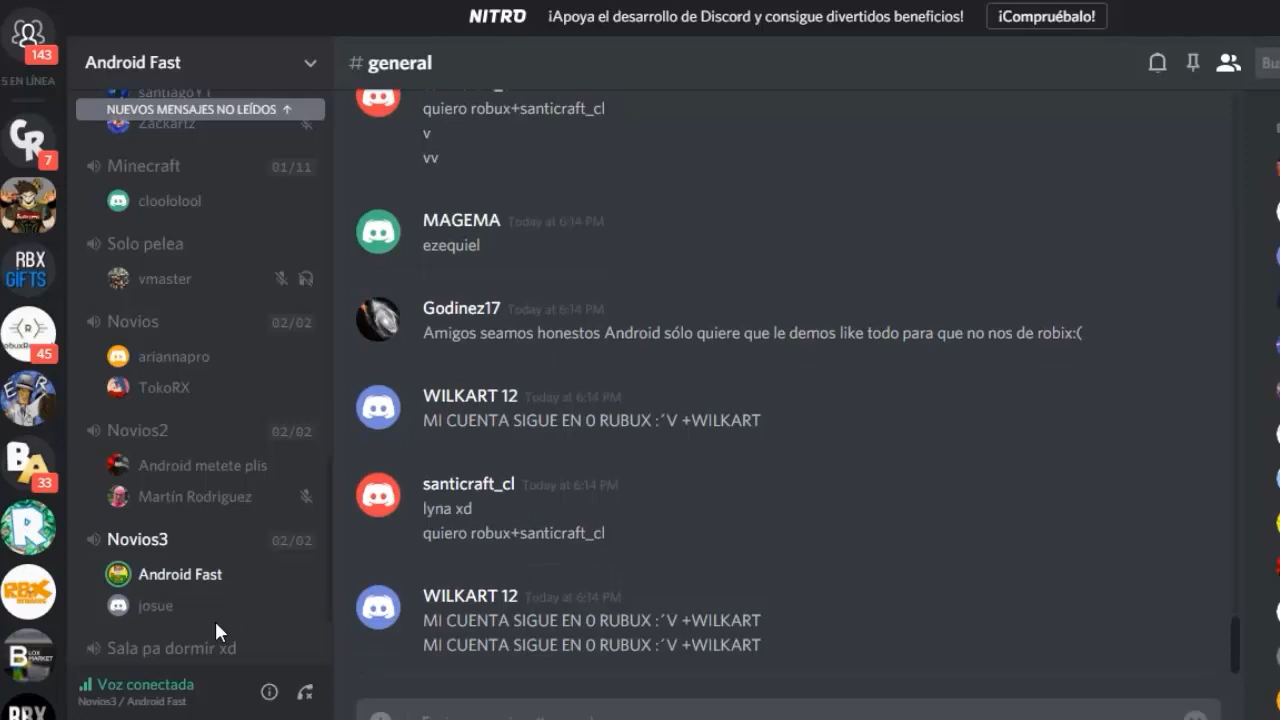 NITRO ¡Apoya el desarrollo de Discord y consigue divertidos beneficios! ¡Compruébalo!
143
5 EN LÍNEA
7
RBX
GIFTS
45
33
BLOX
MARKET
Android Fast
santiagoYT
NUEVOS MENSAJES NO LEÍDOS ↑
Zackartz
Minecraft 01/11
cloololool
Solo pelea
vmaster
Novios 02/02
ariannapro
TokoRX
Novios2 02/02
Android metete plis
Martín Rodriguez
Novios3 02/02
Android Fast
josue
Sala pa dormir xd
Voz conectada
Novios3 / Android Fast
# general
Bu
quiero robux+santicraft_cl
v
vv
MAGEMA Today at 6:14 PM
ezequiel
Godinez17 Today at 6:14 PM
Amigos seamos honestos Android sólo quiere que le demos like todo para que no nos de robix:(
WILKART 12 Today at 6:14 PM
MI CUENTA SIGUE EN 0 RUBUX :´V +WILKART
santicraft_cl Today at 6:14 PM
lyna xd
quiero robux+santicraft_cl
WILKART 12 Today at 6:14 PM
MI CUENTA SIGUE EN 0 RUBUX :´V +WILKART
MI CUENTA SIGUE EN 0 RUBUX :´V +WILKART